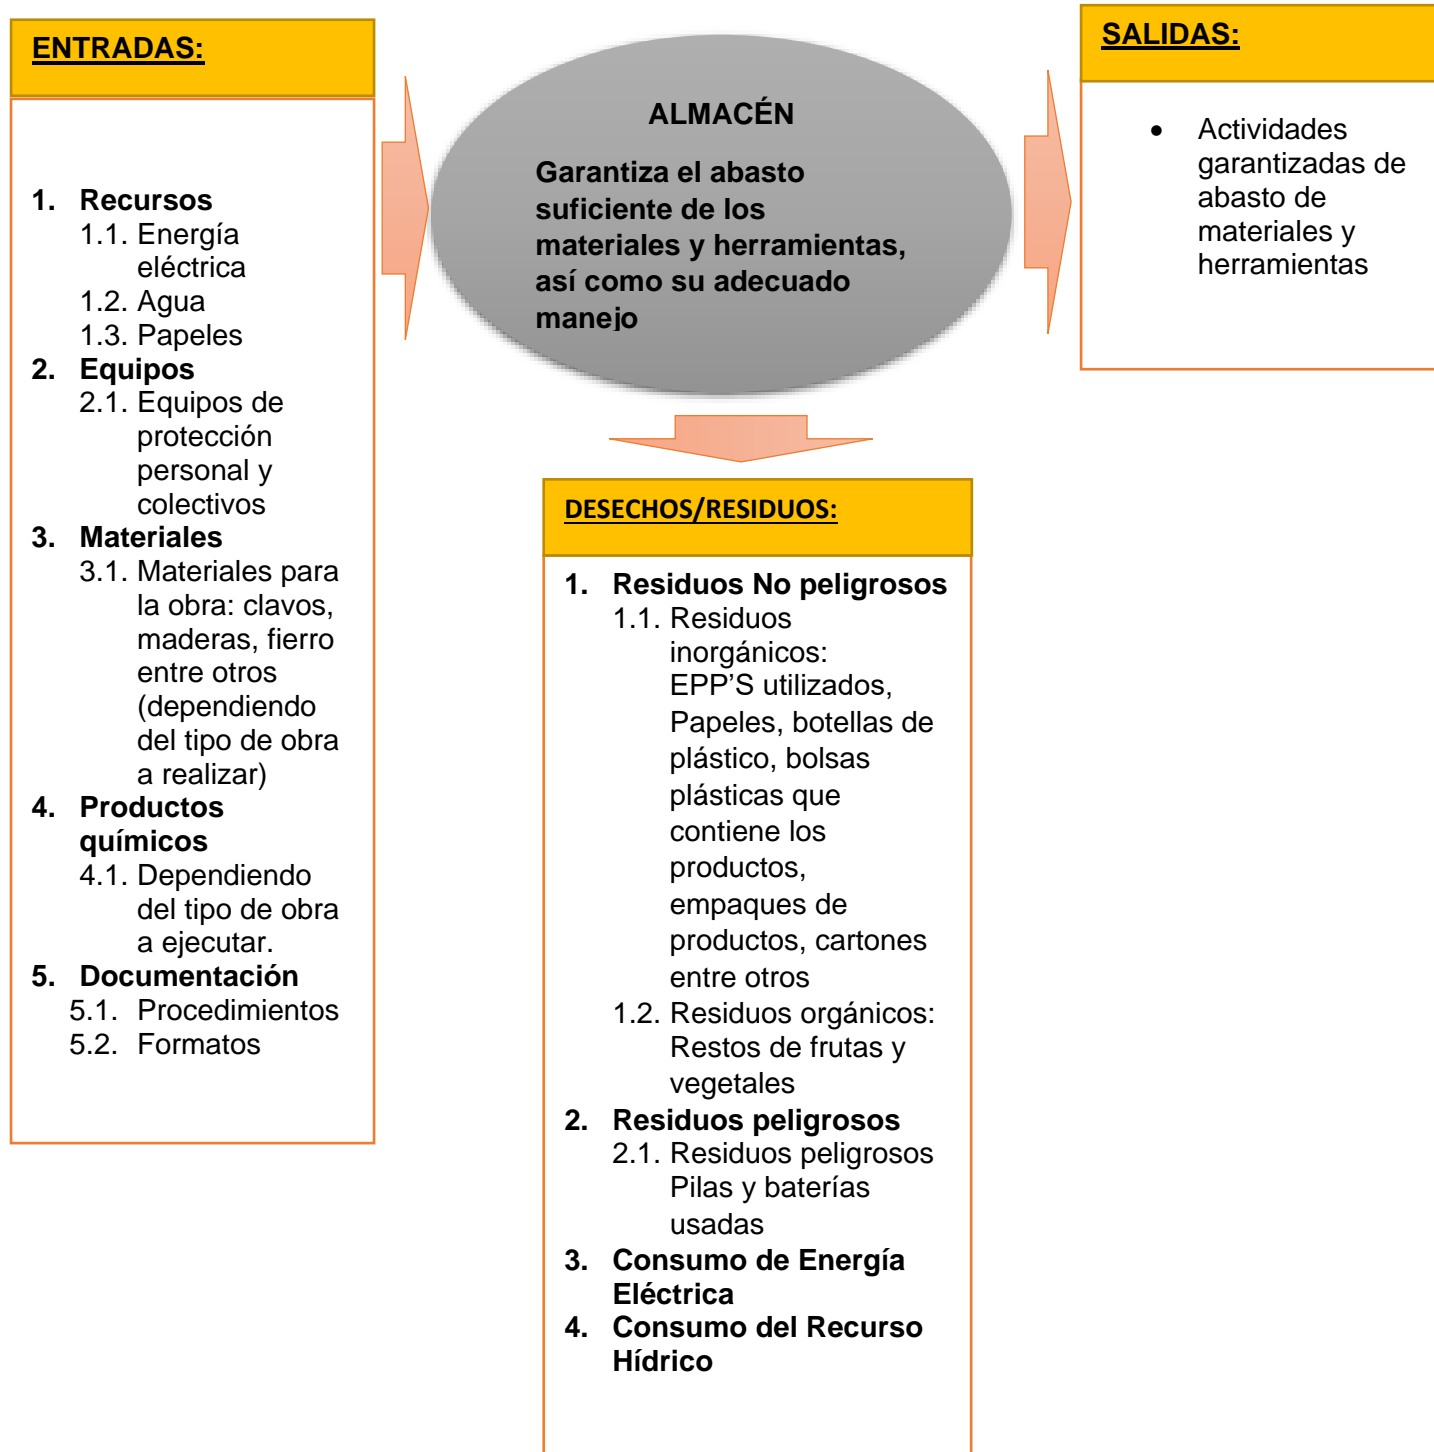 ENTRADAS:
1. Recursos
1.1. Energía
eléctrica
1.2. Agua
1.3. Papeles
2. Equipos
2.1. Equipos de
protección
personal y
colectivos
3. Materiales
3.1. Materiales para
la obra: clavos,
maderas, fierro
entre otros
(dependiendo
del tipo de obra
a realizar)
4. Productos
químicos
4.1. Dependiendo
del tipo de obra
a ejecutar.
5. Documentación
5.1. Procedimientos
5.2. Formatos
ALMACÉN
Garantiza el abasto
suficiente de los
materiales y herramientas,
así como su adecuado
manejo
SALIDAS:
• Actividades
garantizadas de
abasto de
materiales y
herramientas
DESECHOS/RESIDUOS:
1. Residuos No peligrosos
1.1. Residuos
inorgánicos:
EPP’S utilizados,
Papeles, botellas de
plástico, bolsas
plásticas que
contiene los
productos,
empaques de
productos, cartones
entre otros
1.2. Residuos orgánicos:
Restos de frutas y
vegetales
2. Residuos peligrosos
2.1. Residuos peligrosos
Pilas y baterías
usadas
3. Consumo de Energía
Eléctrica
4. Consumo del Recurso
Hídrico